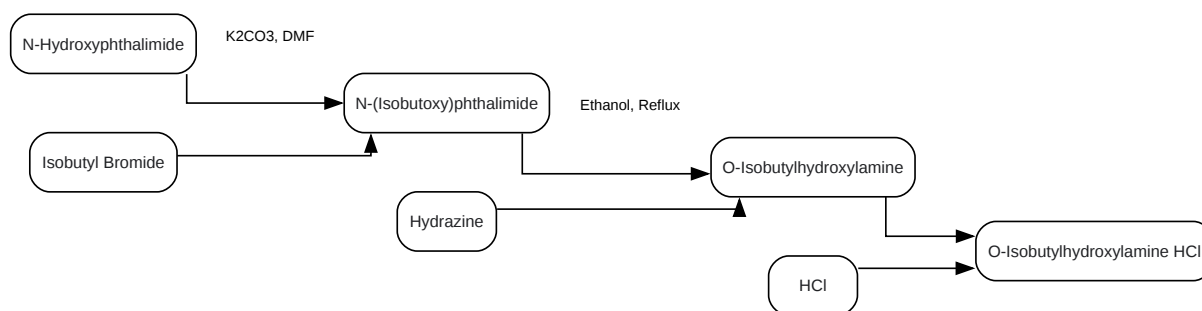 N-Hydroxyphthalimide
K2CO3, DMF
N-(Isobutoxy)phthalimide
Ethanol, Reflux
Isobutyl Bromide
O-Isobutylhydroxylamine
Hydrazine
O-Isobutylhydroxylamine HCl
HCl